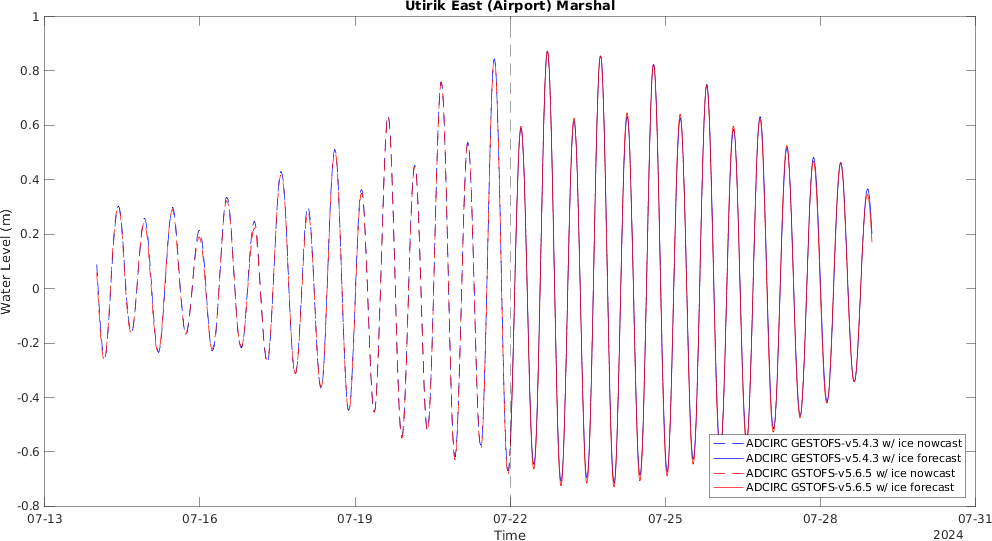 Utirik East (Airport) Marshal
Water Level (m)
1
0.8
0.6
0.4
0.2
0
-0.2
-0.4
-0.6
-0.8
ADCIRC GESTOFS-v5.4.3 w/ ice nowcast
ADCIRC GESTOFS-v5.4.3 w/ ice forecast
ADCIRC GSTOFS-v5.6.5 w/ ice nowcast
ADCIRC GSTOFS-v5.6.5 w/ ice forecast
07-13 07-16 07-19 07-22 07-25 07-28 07-31
Time
2024